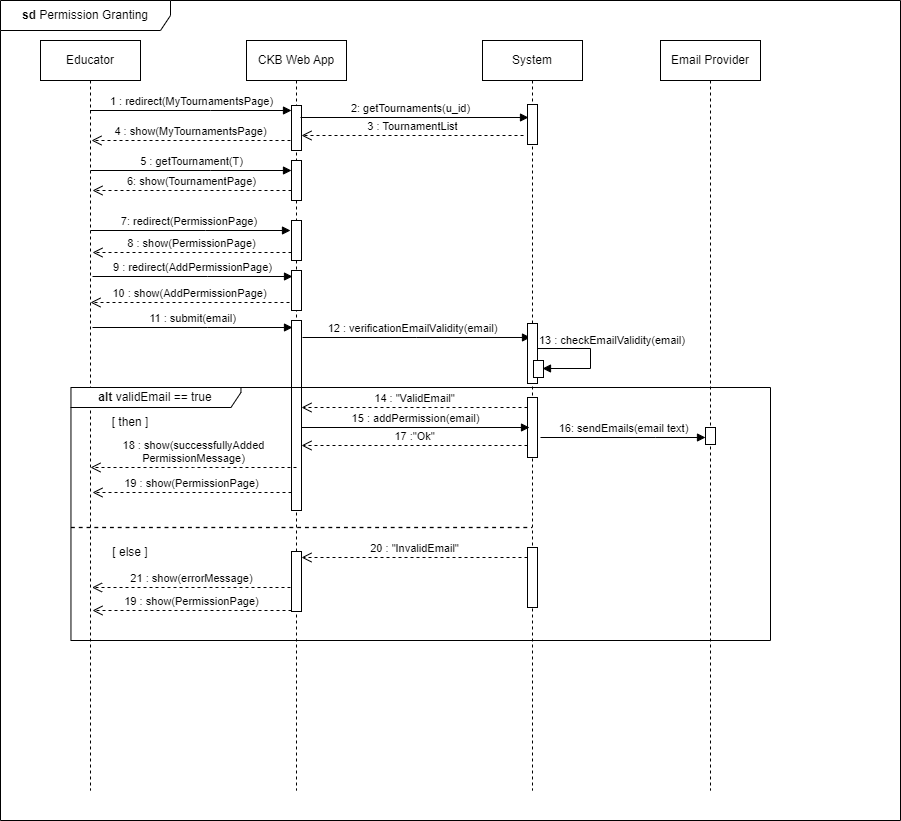 sd Permission Granting
Educator
CKB Web App
System
Email Provider
1 : redirect(MyTournamentsPage)
2: getTournaments(u_id)
3 : TournamentList
4 : show(MyTournamentsPage)
5 : getTournament(T)
6: show(TournamentPage)
7: redirect(PermissionPage)
8 : show(PermissionPage)
9 : redirect(AddPermissionPage)
10 : show(AddPermissionPage)
11 : submit(email)
12 : verificationEmailValidity(email)
13 : checkEmailValidity(email)
alt validEmail == true
14 : "ValidEmail"
[ then ]
15 : addPermission(email)
16: sendEmails(email text)
17 :"Ok"
18 : show(successfullyAdded
PermissionMessage)
19 : show(PermissionPage)
[ else ]
20 : "InvalidEmail"
21 : show(errorMessage)
19 : show(PermissionPage)